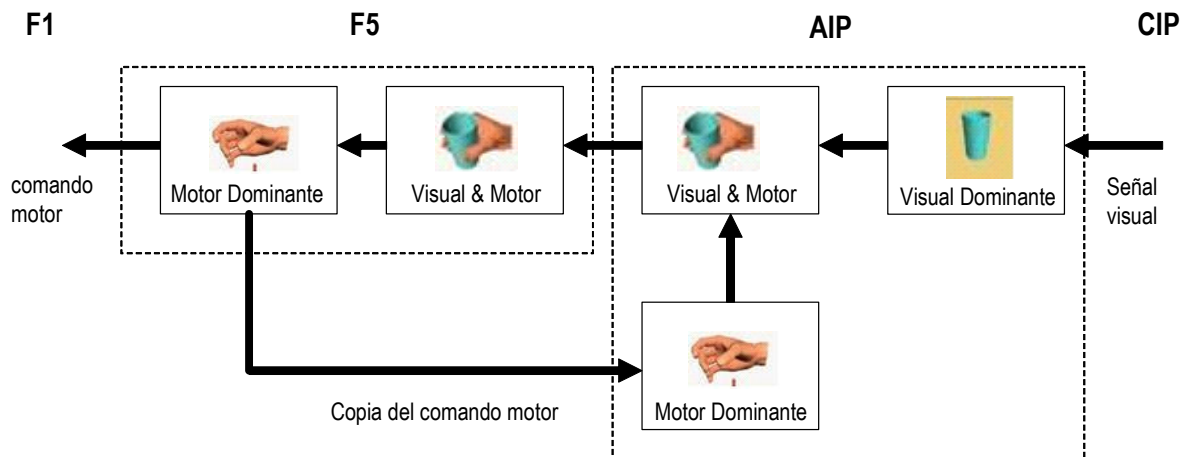 F1
F5
AIP
CIP
Motor Dominante
Visual & Motor
Visual & Motor
Visual Dominante
comando
motor
Señal
visual
Copia del comando motor
Motor Dominante